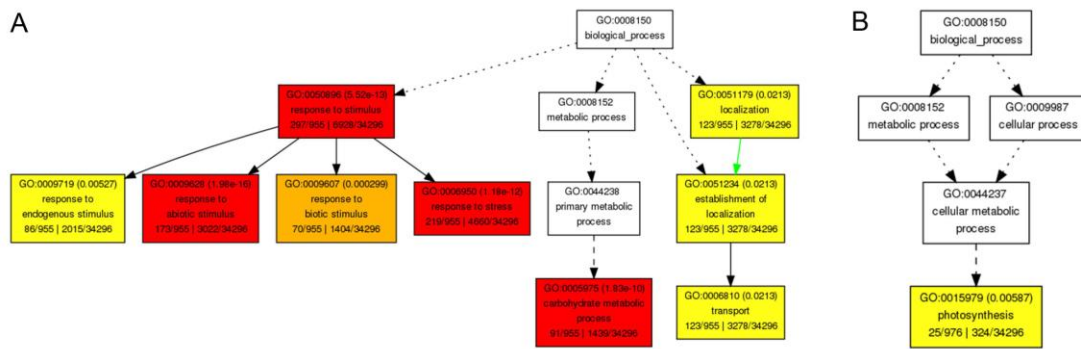 A
GO:0008150
biological_process
GO:0050896 (5.52e-13)
response to stimulus
297/955 | 6928/34296
GO:0008152
metabolic process
GO:0051179 (0.0213)
localization
123/955 | 3278/34296
GO:0009719 (0.00527)
response to
endogenous stimulus
86/955 | 2015/34296
GO:0009628 (1.98e-16)
response to
abiotic stimulus
173/955 | 3022/34296
GO:0009607 (0.000299)
response to
biotic stimulus
70/955 | 1404/34296
GO:0006950 (1.18e-12)
response to stress
219/955 | 4660/34296
GO:0044238
primary metabolic
process
GO:0051234 (0.0213)
establishment of
localization
123/955 | 3278/34296
GO:0005975 (1.83e-10)
carbohydrate metabolic
process
91/955 | 1439/34296
GO:0006810 (0.0213)
transport
123/955 | 3278/34296
B
GO:0008150
biological_process
GO:0008152
metabolic process
GO:0009987
cellular process
GO:0044237
cellular metabolic
process
GO:0015979 (0.00587)
photosynthesis
25/976 | 324/34296